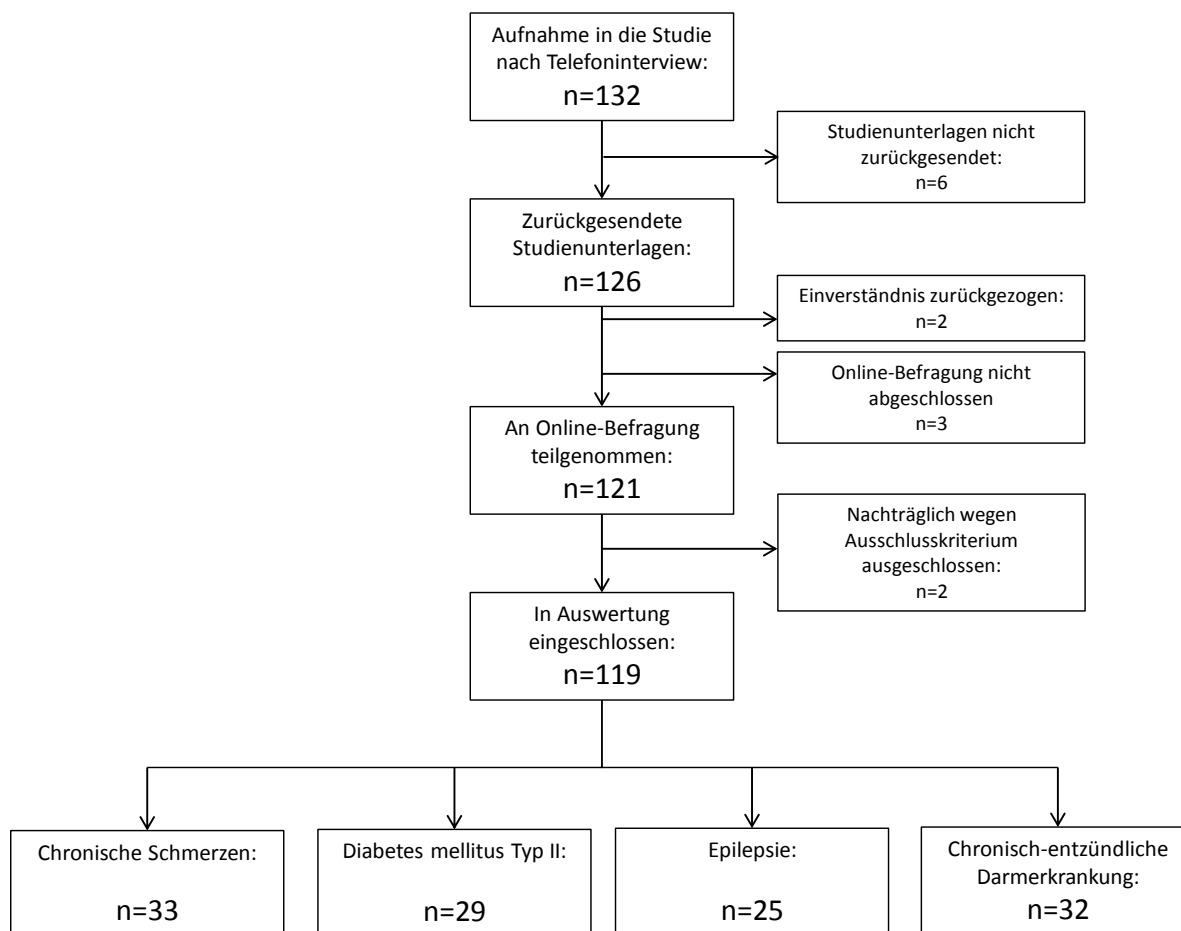 Aufnahme in die Studie
nach Telefoninterview:
n=132
Studienunterlagen nicht
zurückgesendet:
n=6
Zurückgesendete
Studienunterlagen:
n=126
Einverständnis zurückgezogen:
n=2
Online-Befragung nicht
abgeschlossen
n=3
An Online-Befragung
teilgenommen:
n=121
Nachträglich wegen
Ausschlusskriterium
ausgeschlossen:
n=2
In Auswertung
eingeschlossen:
n=119
Chronische Schmerzen:
n=33
Diabetes mellitus Typ II:
n=29
Epilepsie:
n=25
Chronisch-entzündliche
Darmerkrankung:
n=32